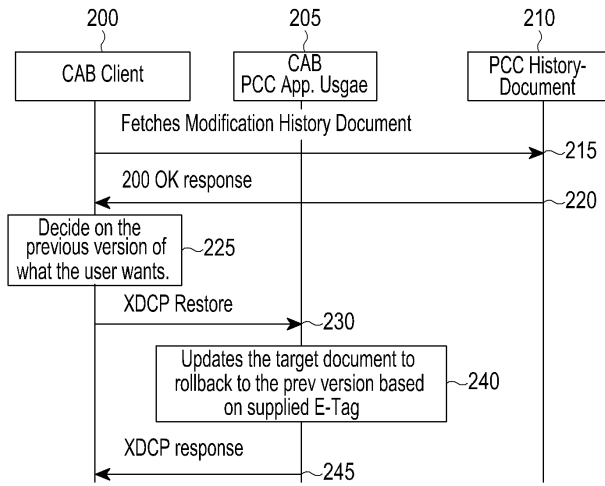 200
205
210
CAB Client
CAB
PCC App. Usgae
PCC History-
Document
Fetches Modification History Document
215
200 OK response
220
Decide on the
previous version of
what the user wants.
225
XDCP Restore
230
Updates the target document to
rollback to the prev version based
on supplied E-Tag
240
XDCP response
245